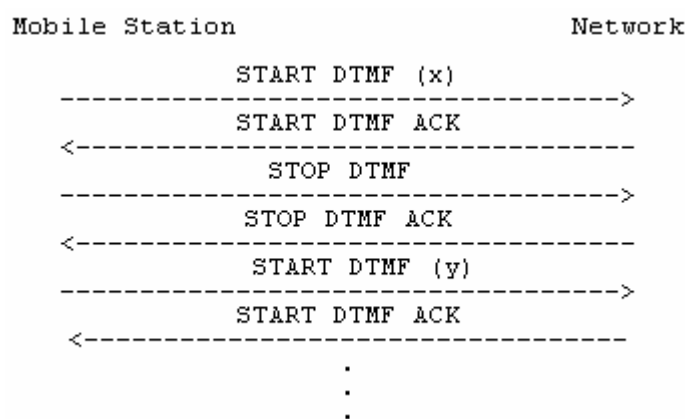 Mobile Station Network
START DTMF (x)
----------------------------------->
START DTMF ACK
<-----------------------------------
STOP DTMF
----------------------------------->
STOP DTMF ACK
<-----------------------------------
START DTMF (y)
----------------------------------->
START DTMF ACK
<----------------------------------
.
.
.